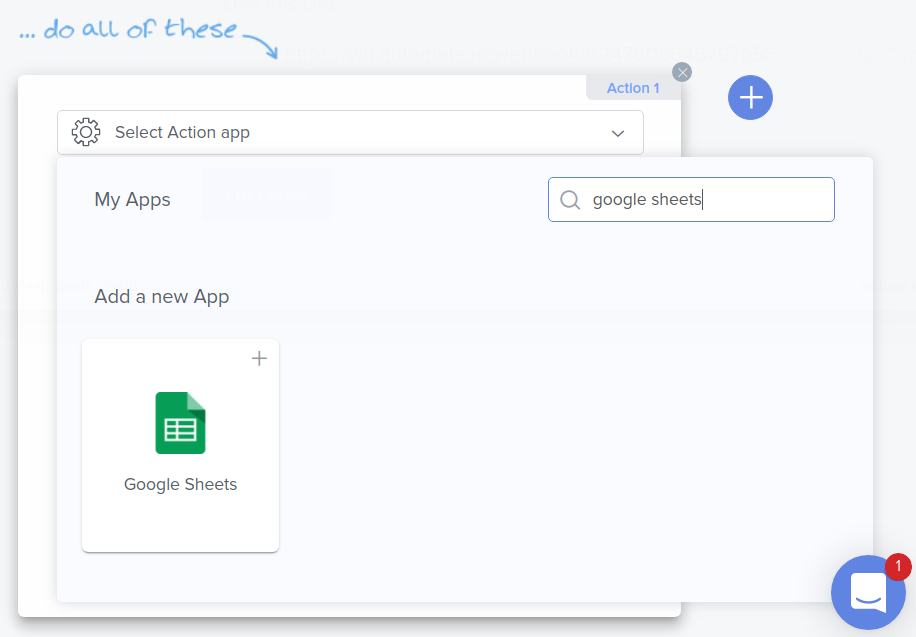 ... do all of these
Action 1
Select Action app
My Apps
google sheets
Add a new App
Google Sheets
1